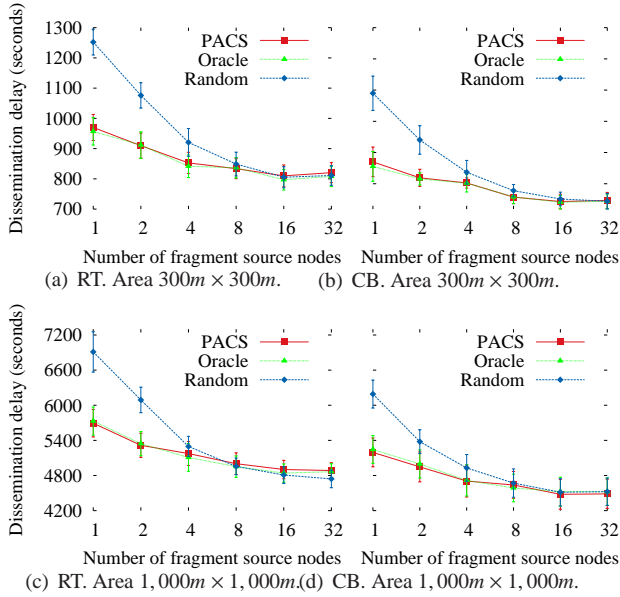 Dissemination delay (seconds)
1300
1200
1100
1000
900
800
700
PACS
Oracle
Random
1 2 4 8 16 32
Number of fragment source nodes
(a) RT. Area 300m × 300m.
PACS
Oracle
Random
1 2 4 8 16 32
Number of fragment source nodes
(b) CB. Area 300m × 300m.
Dissemination delay (seconds)
7200
6600
6000
5400
4800
4200
PACS
Oracle
Random
1 2 4 8 16 32
Number of fragment source nodes
(c) RT. Area 1,000m × 1,000m.
PACS
Oracle
Random
1 2 4 8 16 32
Number of fragment source nodes
(d) CB. Area 1,000m × 1,000m.